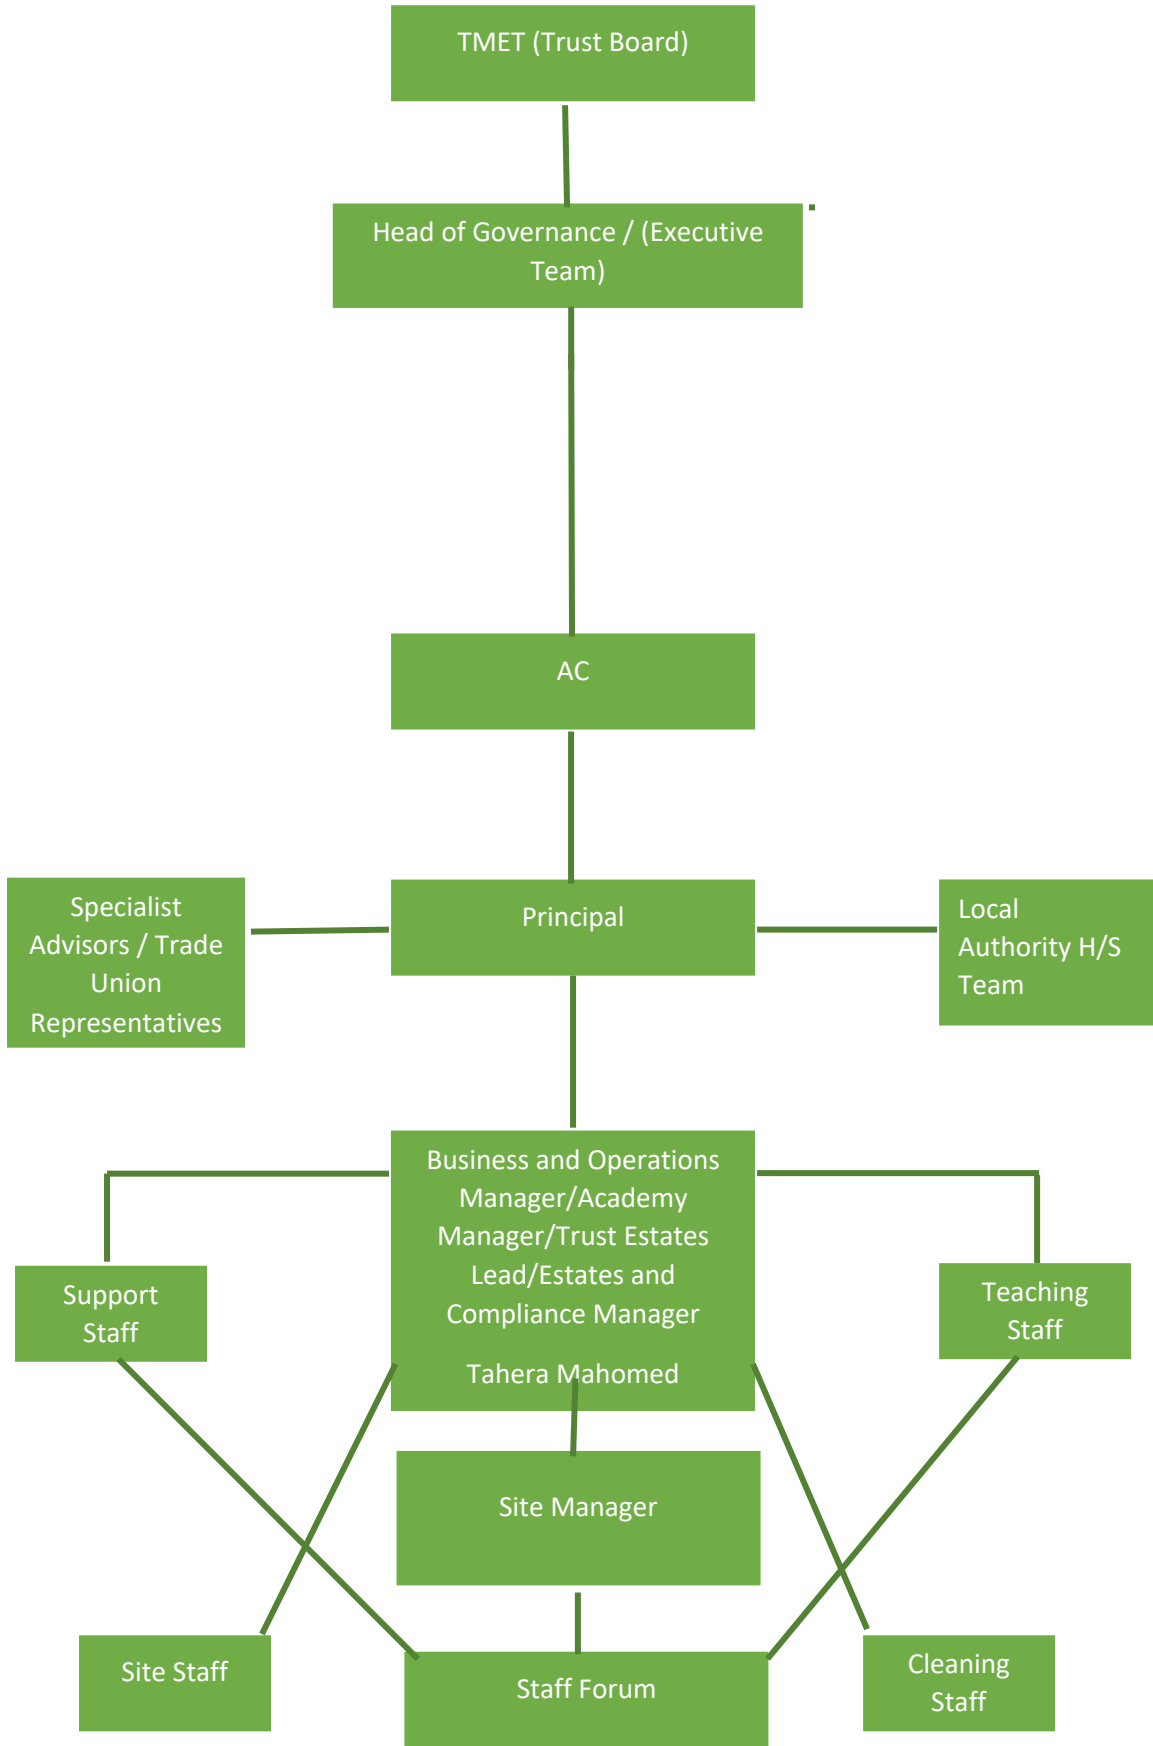 TMET (Trust Board)
Head of Governance / (Executive
Team)
AC
Specialist
Advisors / Trade
Union
Representatives
Principal
Local
Authority H/S
Team
Business and Operations
Manager/Academy
Manager/Trust Estates
Lead/Estates and
Compliance Manager
Tahera Mahomed
Support
Staff
Teaching
Staff
Site Manager
Site Staff
Staff Forum
Cleaning
Staff